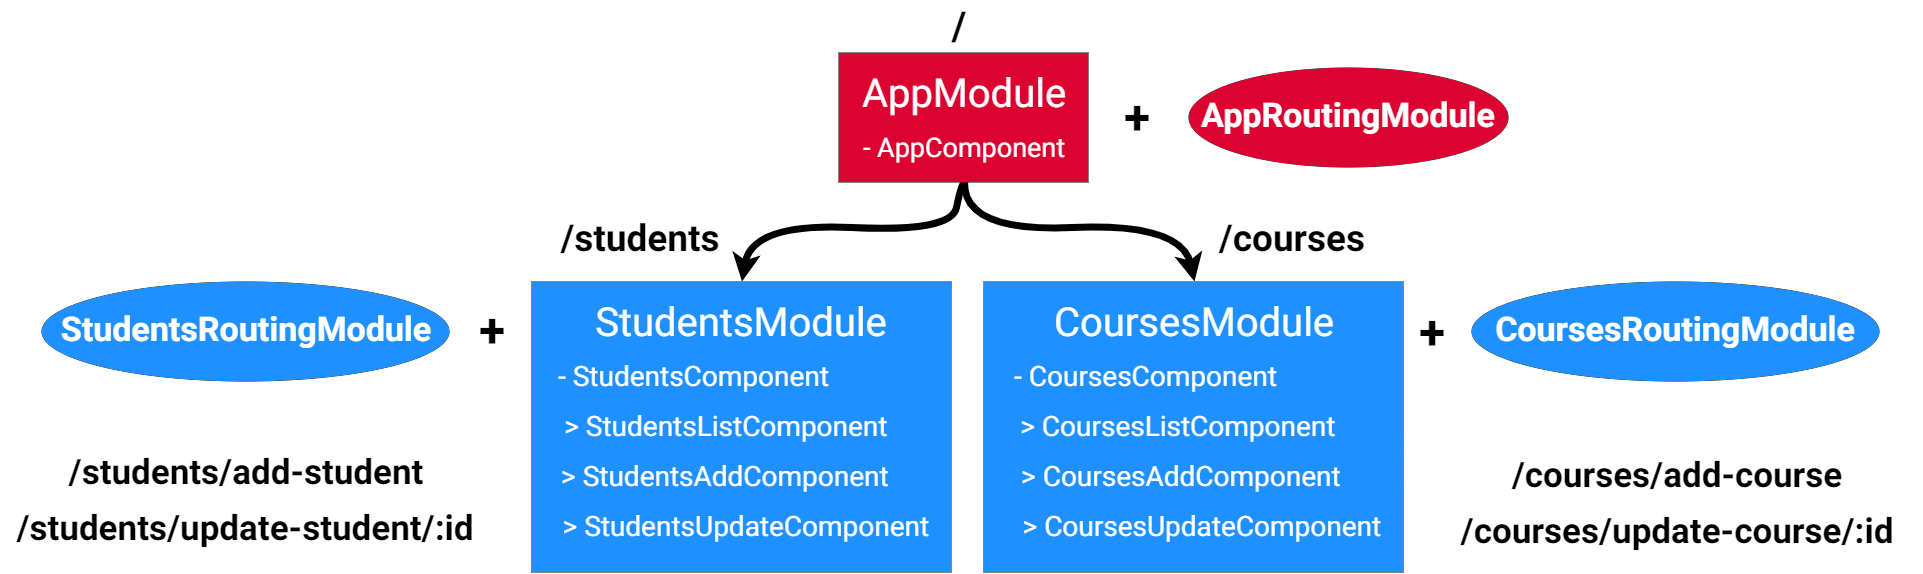 /
AppModule
- AppComponent
+
AppRoutingModule
/students
/courses
StudentsRoutingModule
+
StudentsModule
- StudentsComponent
> StudentsListComponent
> StudentsAddComponent
> StudentsUpdateComponent
CoursesModule
- CoursesComponent
> CoursesListComponent
> CoursesAddComponent
> CoursesUpdateComponent
+
CoursesRoutingModule
/students/add-student
/students/update-student/:id
/courses/add-course
/courses/update-course/:id